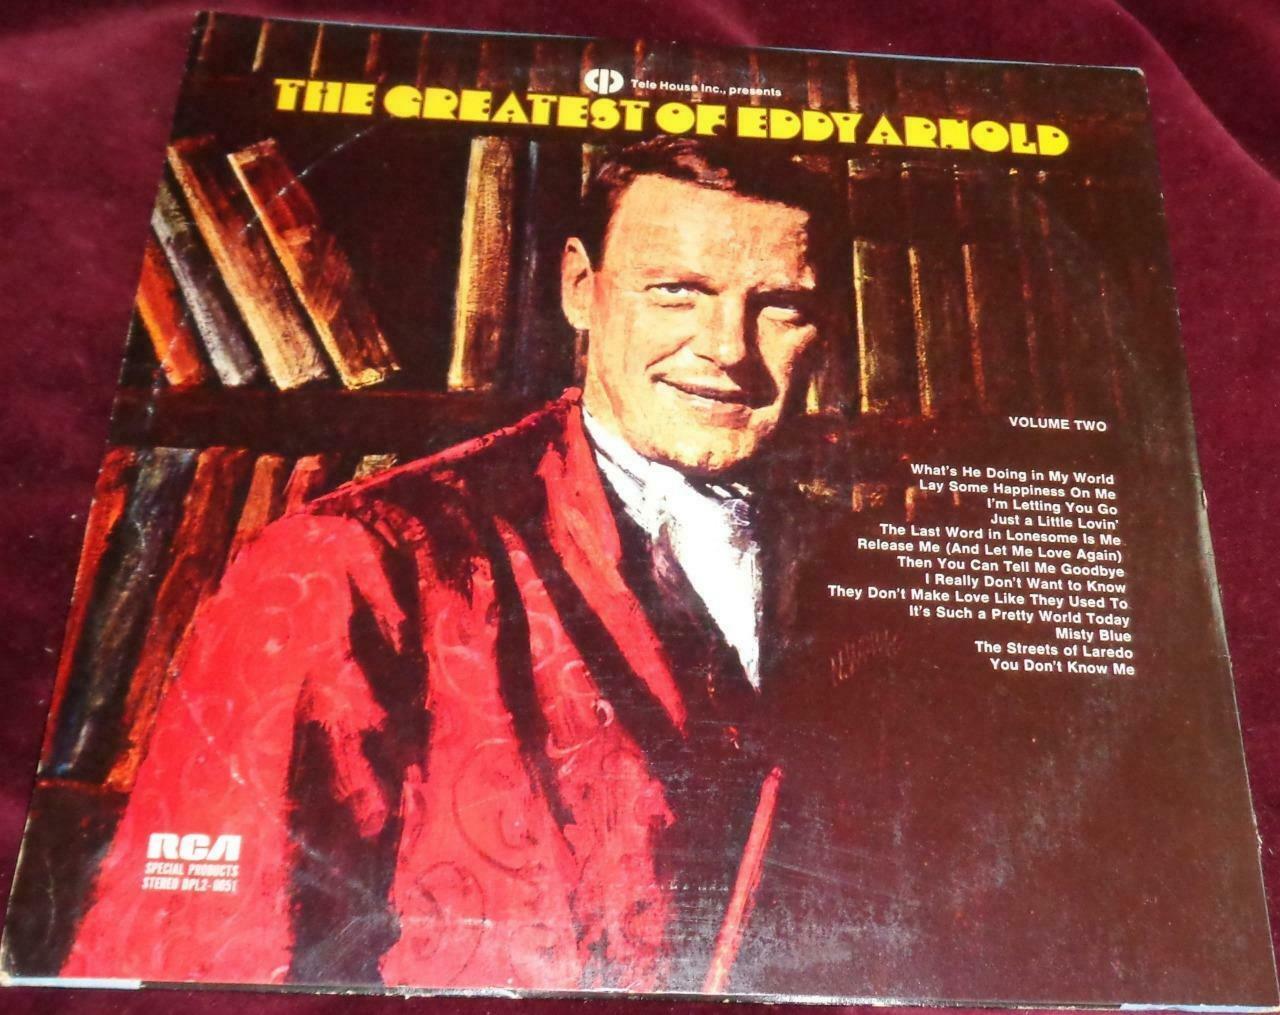 Tele House Inc., presents
THE GREATEST OF EDDY ARNOLD
VOLUME TWO
What's He Doing in My World
Lay Some Happiness On Me
I'm Letting You Go
Just a Little Lovin'
The Last Word in Lonesome Is Me
Release Me (And Let Me Love Again)
Then You Can Tell Me Goodbye
I Really Don't Want to Know
They Don't Make Love Like They Used To
It's Such a Pretty World Today
Misty Blue
The Streets of Laredo
You Don't Know Me
RCA
SPECIAL PRODUCTS
STEREO DPL2-0051